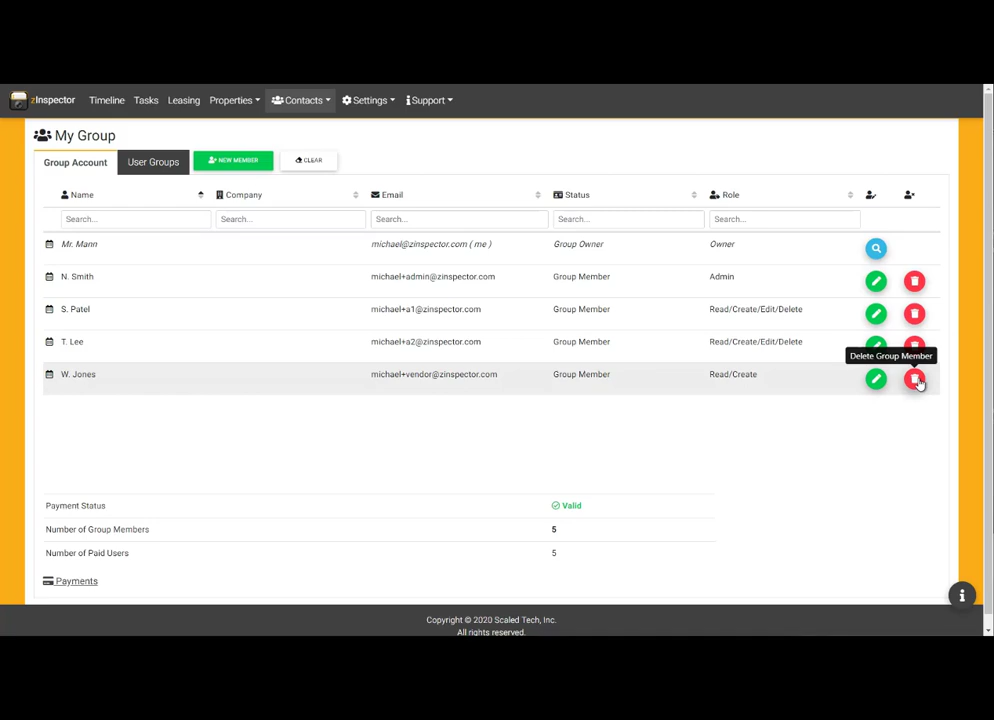 zInspector Timeline Tasks Leasing Properties Contacts Settings Support
My Group
Group Account User Groups NEW MEMBER CLEAR
Name Company Email Status Role
Search... Search... Search... Search... Search...
Mr. Mann michael@zinspector.com ( me ) Group Owner Owner
N. Smith michael+admin@zinspector.com Group Member Admin
S. Patel michael+a1@zinspector.com Group Member Read/Create/Edit/Delete
T. Lee michael+a2@zinspector.com Group Member Read/Create/Edit/Delete
Delete Group Member
W. Jones michael+vendor@zinspector.com Group Member Read/Create
Payment Status Valid
Number of Group Members 5
Number of Paid Users 5
Payments
Copyright © 2020 Scaled Tech, Inc.
All rights reserved.